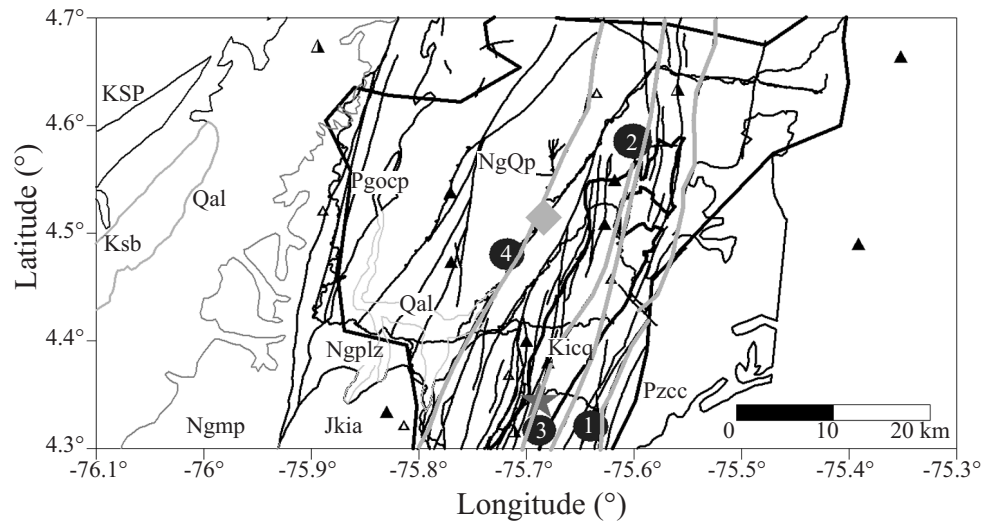 4.7°
KSP
4.6°
2
NgQp
Pgocp
Qal
4.5°
Ksb
4
Latitude (°)
Qal
4.4°
Ngplz
Kicq
Pzcc
Ngmp
Jkia
3
1
0 10 20 km
4.3°
-76.1° -76° -75.9° -75.8° -75.7° -75.6° -75.5° -75.4° -75.3°
Longitude (°)